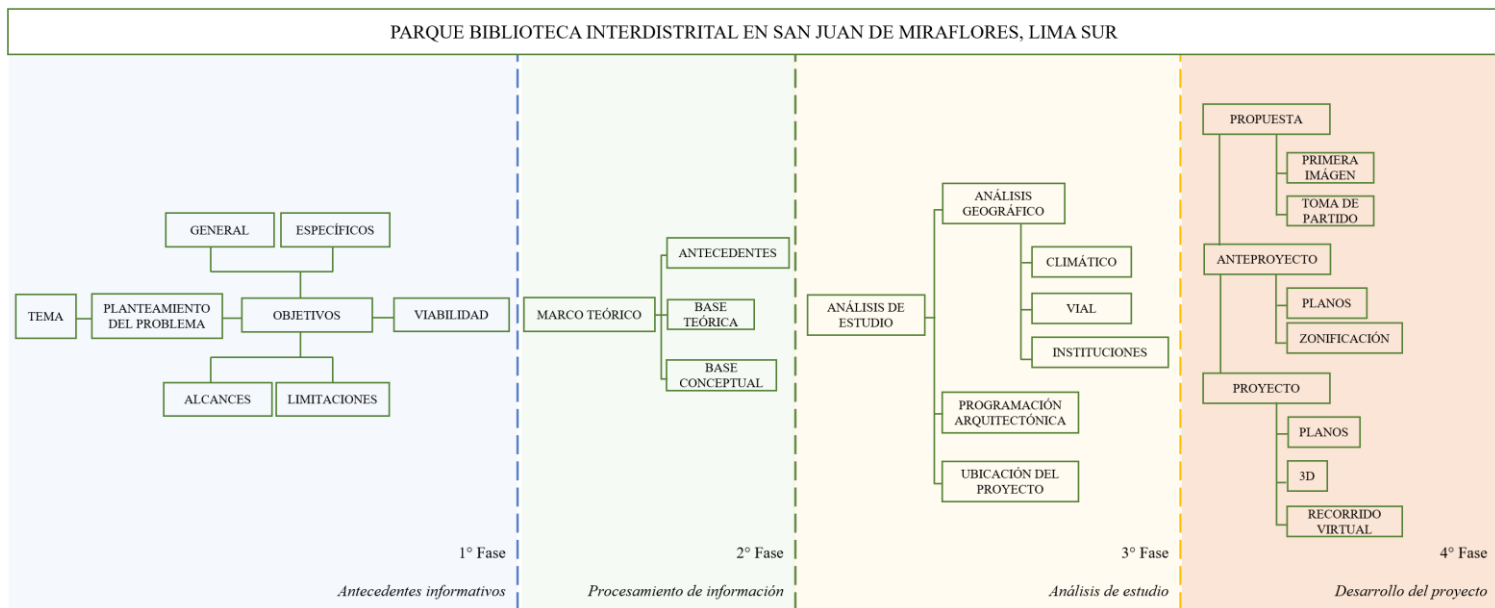 PARQUE BIBLIOTECA INTERDISTRITAL EN SAN JUAN DE MIRAFLORES, LIMA SUR
GENERAL
ESPECÍFICOS
TEMA
PLANTEAMIENTO
DEL PROBLEMA
OBJETIVOS
VIABILIDAD
ALCANCES
LIMITACIONES
1° Fase
Antecedentes informativos
MARCO TEÓRICO
ANTECEDENTES
BASE
TEÓRICA
BASE
CONCEPTUAL
2° Fase
Procesamiento de información
ANÁLISIS DE
ESTUDIO
ANÁLISIS
GEOGRÁFICO
CLIMÁTICO
VIAL
INSTITUCIONES
PROGRAMACIÓN
ARQUITECTÓNICA
UBICACIÓN DEL
PROYECTO
3° Fase
Análisis de estudio
PROPUESTA
PRIMERA
IMÁGEN
TOMA DE
PARTIDO
ANTEPROYECTO
PLANOS
ZONIFICACIÓN
PROYECTO
PLANOS
3D
RECORRIDO
VIRTUAL
4° Fase
Desarrollo del proyecto